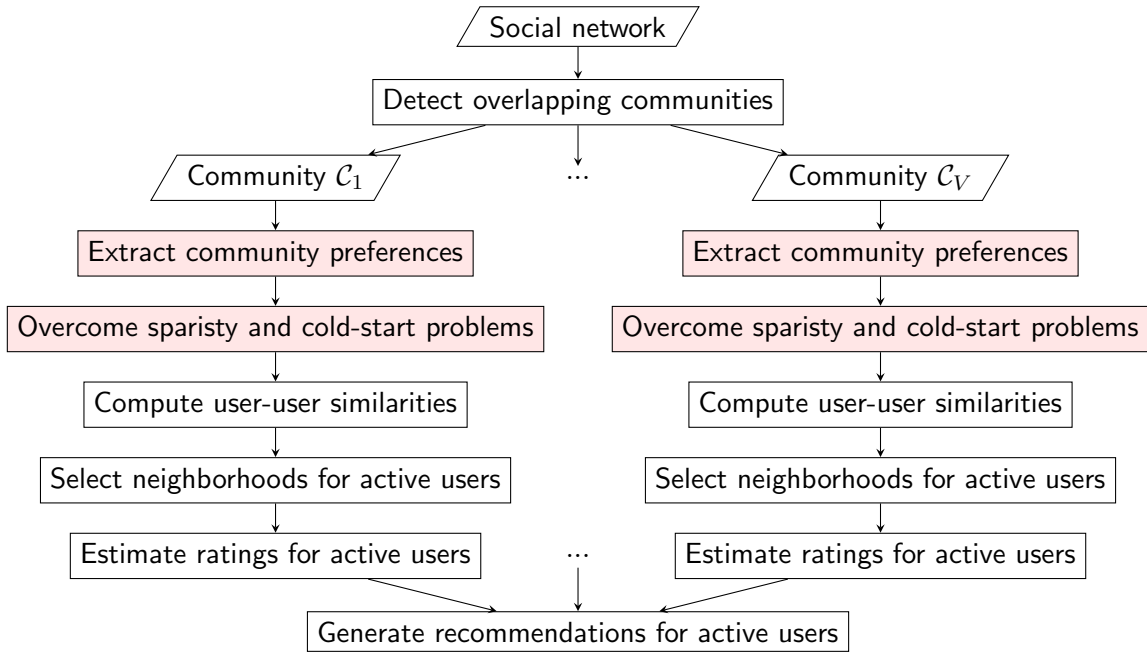 Social network
Detect overlapping communities
Community 𝒞₁
...
Community 𝒞_V
Extract community preferences
Extract community preferences
Overcome sparisty and cold-start problems
Overcome sparisty and cold-start problems
Compute user-user similarities
Compute user-user similarities
Select neighborhoods for active users
Select neighborhoods for active users
Estimate ratings for active users
...
Estimate ratings for active users
Generate recommendations for active users